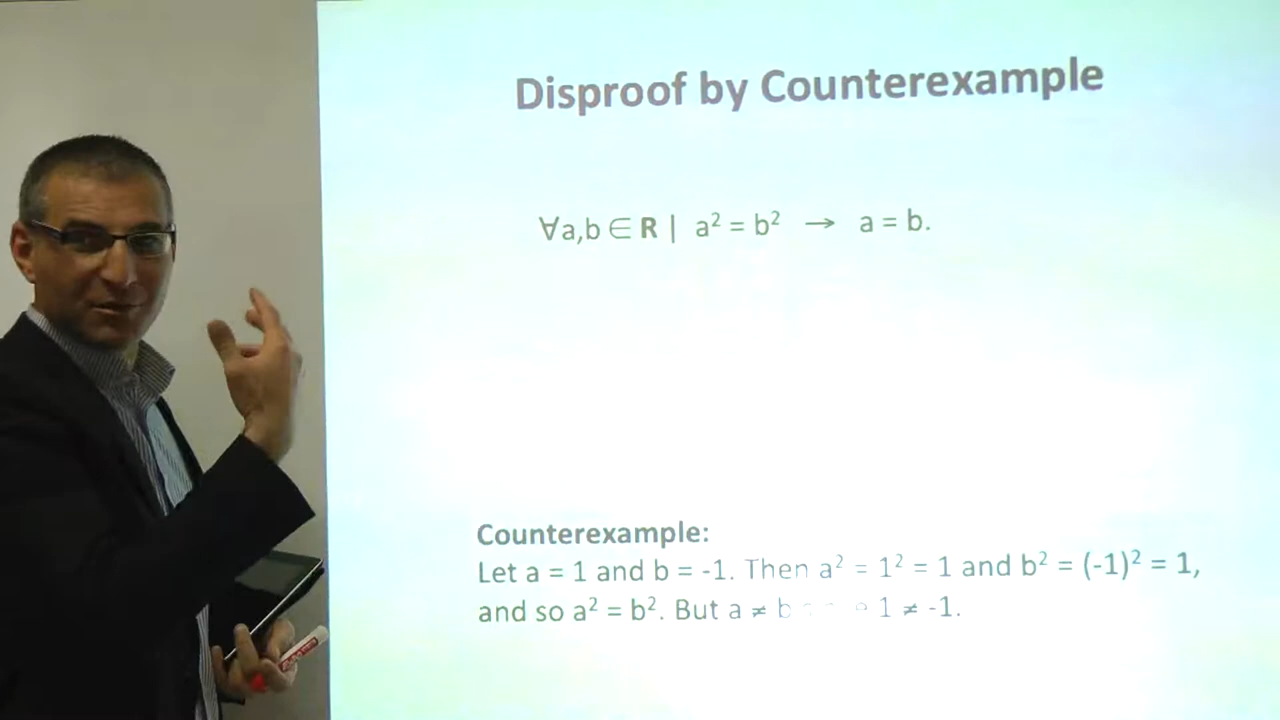 Disproof by Counterexample
∀a,b ∈ R | a² = b² → a = b.
Counterexample:
Let a = 1 and b = -1. Then a² = 1² = 1 and b² = (-1)² = 1,
and so a² = b². But a ≠ b 1 ≠ -1.